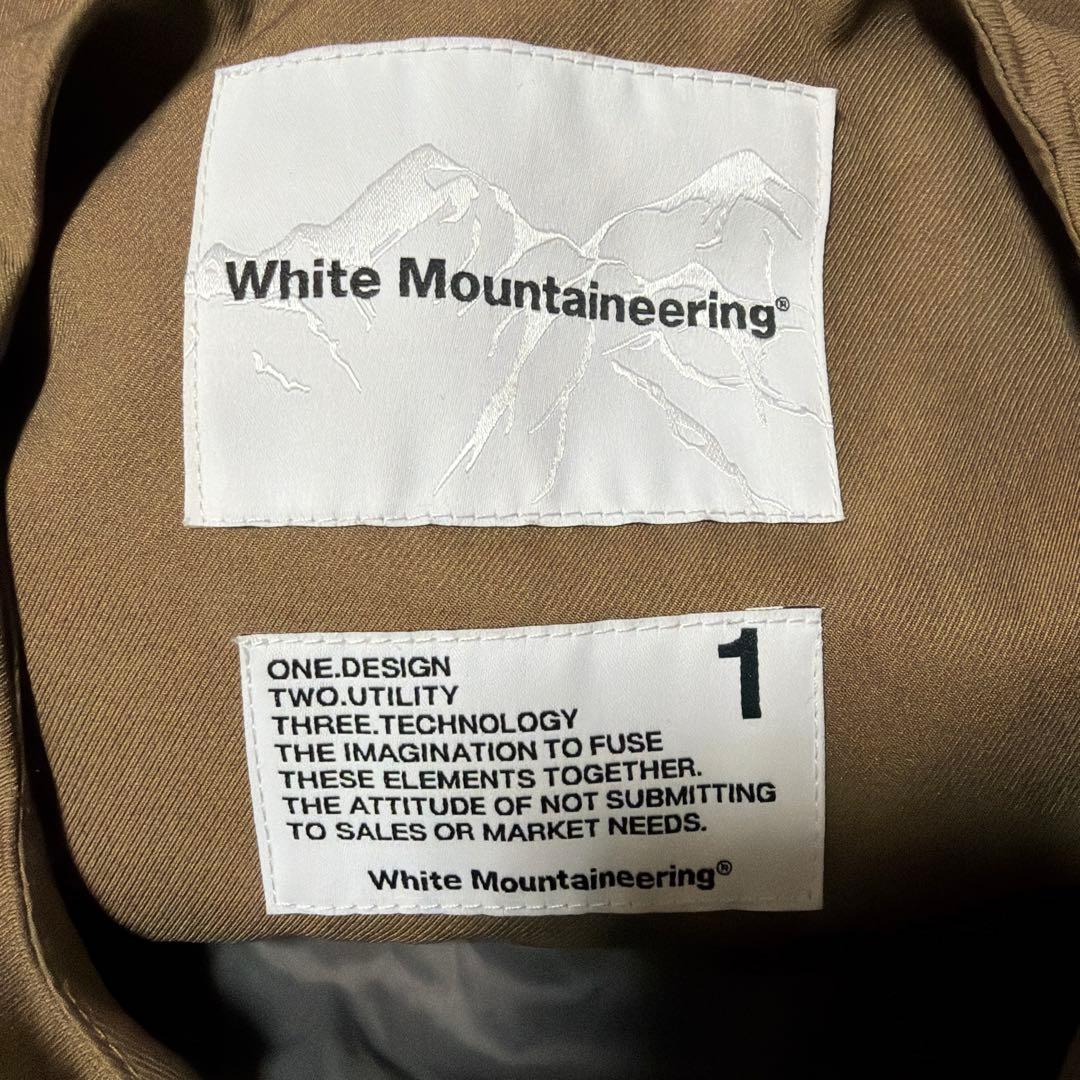 White Mountaineering®
1
ONE.DESIGN
TWO.UTILITY
THREE.TECHNOLOGY
THE IMAGINATION TO FUSE
THESE ELEMENTS TOGETHER.
THE ATTITUDE OF NOT SUBMITTING
TO SALES OR MARKET NEEDS.
White Mountaineering®